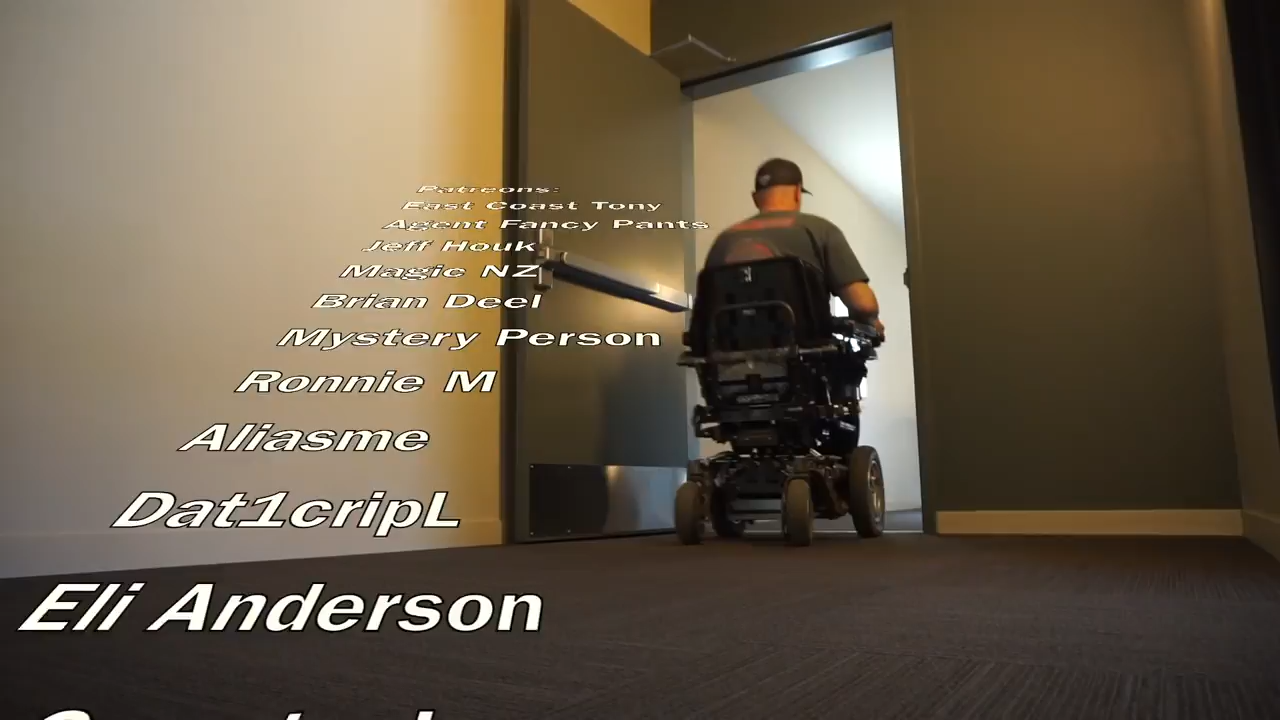 Patreons:
East Coast Tony
Agent Fancy Pants
Jeff Houk
Magic NZ
Brian Deel
Mystery Person
Ronnie M
Aliasme
Dat1cripL
Eli Anderson